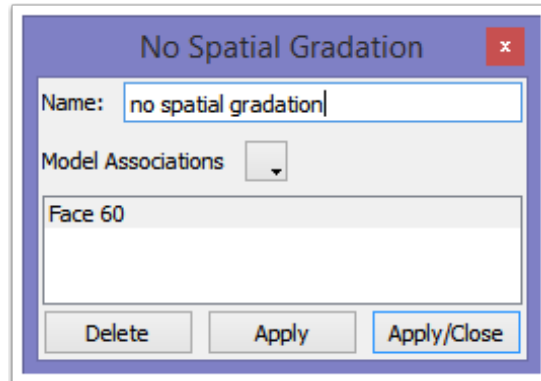 No Spatial Gradation
x
Name: no spatial gradation
Model Associations
Face 60
Delete Apply Apply/Close